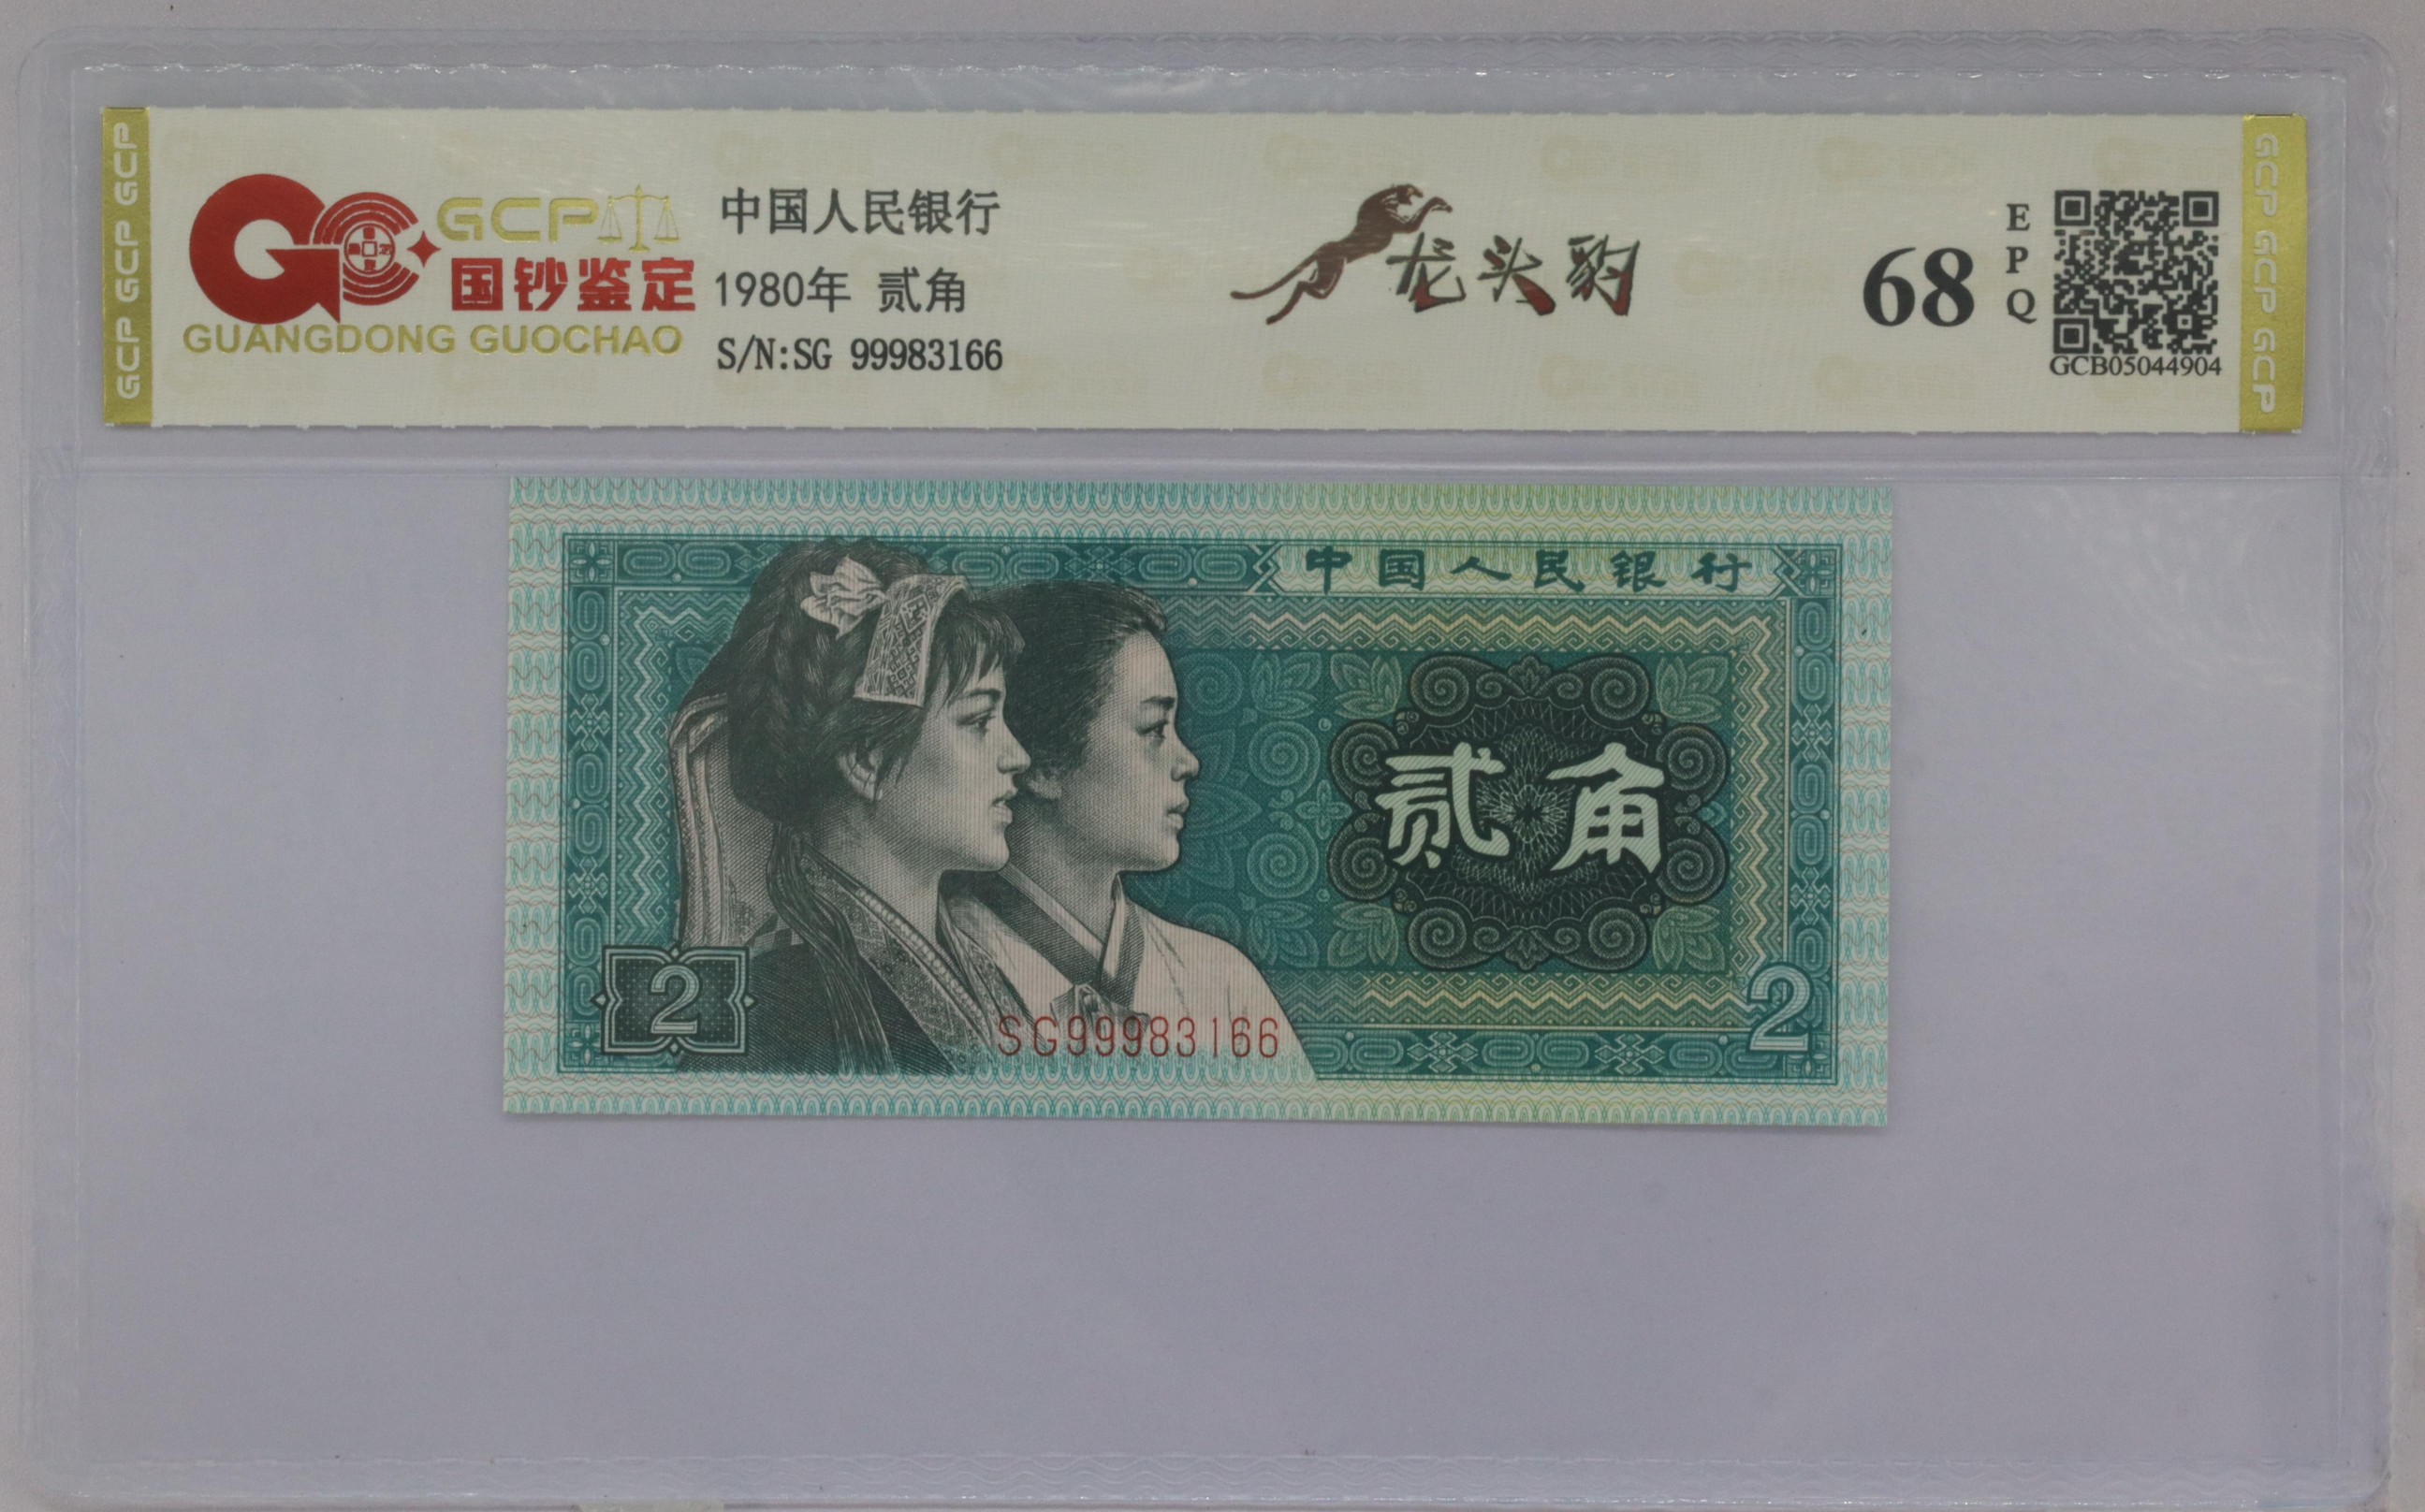 GCP GCP GCP
GCP
国钞鉴定
GUANGDONG GUOCHAO
中国人民银行
1980年 贰角
S/N:SG 99983166
龙头豹
68
EPQ
GCB05044904
GCP GCP GCP
中国人民银行
贰角
2
SG99983166
2